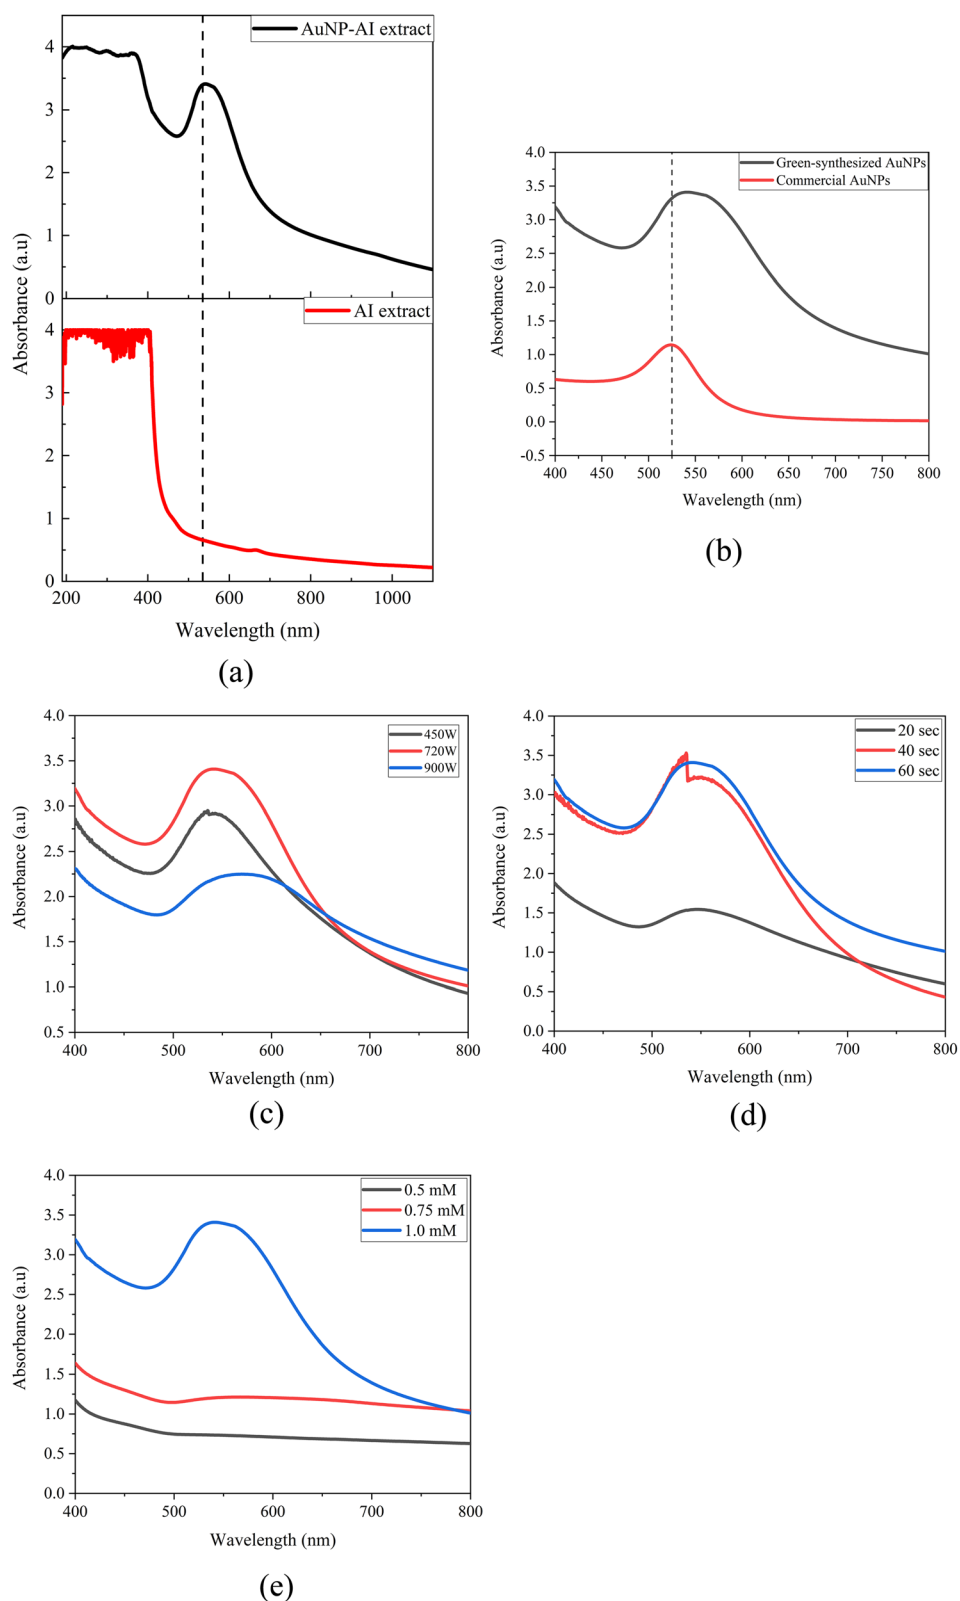 AuNP-AI extract
4
3
2
1
0
AI extract
4
3
2
1
0
200 400 600 800 1000
Absorbance (a.u)
Wavelength (nm)
(a)
Green-synthesized AuNPs
Commercial AuNPs
4.0
3.5
3.0
2.5
2.0
1.5
1.0
0.5
0.0
-0.5
400 450 500 550 600 650 700 750 800
Absorbance (a.u)
Wavelength (nm)
(b)
450W
720W
900W
4.0
3.5
3.0
2.5
2.0
1.5
1.0
0.5
400 500 600 700 800
Absorbance (a.u)
Wavelength (nm)
(c)
20 sec
40 sec
60 sec
4.0
3.5
3.0
2.5
2.0
1.5
1.0
0.5
0.0
400 500 600 700 800
Absorbance (a.u)
Wavelength (nm)
(d)
0.5 mM
0.75 mM
1.0 mM
4.0
3.5
3.0
2.5
2.0
1.5
1.0
0.5
0.0
400 500 600 700 800
Absorbance (a.u)
Wavelength (nm)
(e)